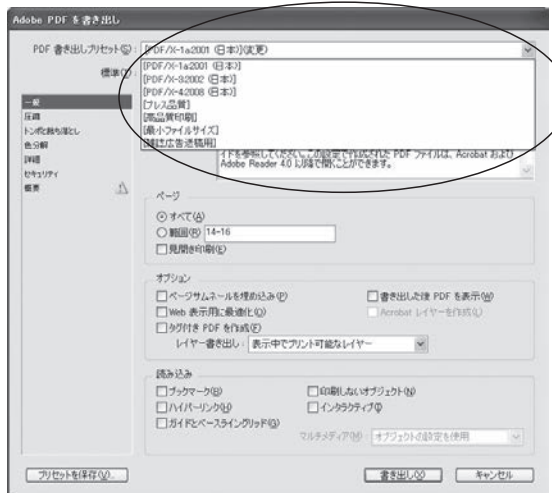 Adobe PDF を書き出し
PDF 書き出しプリセット(S): [PDF/X-1a2001 (日本)](変更)
標準(T):
[PDF/X-1a2001 (日本)]
[PDF/X-32002 (日本)]
[PDF/X-42008 (日本)]
[プレス品質]
[高品質印刷]
[最小ファイルサイズ]
[雑誌広告送稿用]
一般
圧縮
トンボと裁ち落とし
色分解
詳細
セキュリティ
概要
イドを参照してください。この設定で作成された PDF ファイルは、Acrobat および
Adobe Reader 4.0 以降で開くことができます。
ページ
すべて(A)
範囲(R) 14-16
見開き印刷(E)
オプション
ページサムネールを埋め込み(P)
書き出した後 PDF を表示(W)
Web 表示用に最適化(O)
Acrobat レイヤーを作成(L)
タグ付き PDF を作成(F)
レイヤー書き出し: 表示中でプリント可能なレイヤー
読み込み
ブックマーク(B)
印刷しないオブジェクト(N)
ハイパーリンク(H)
インタラクティブ(I)
ガイドとベースライングリッド(G)
マルチメディア(M): オブジェクトの設定を使用
プリセットを保存(V)...
書き出し(X)
キャンセル